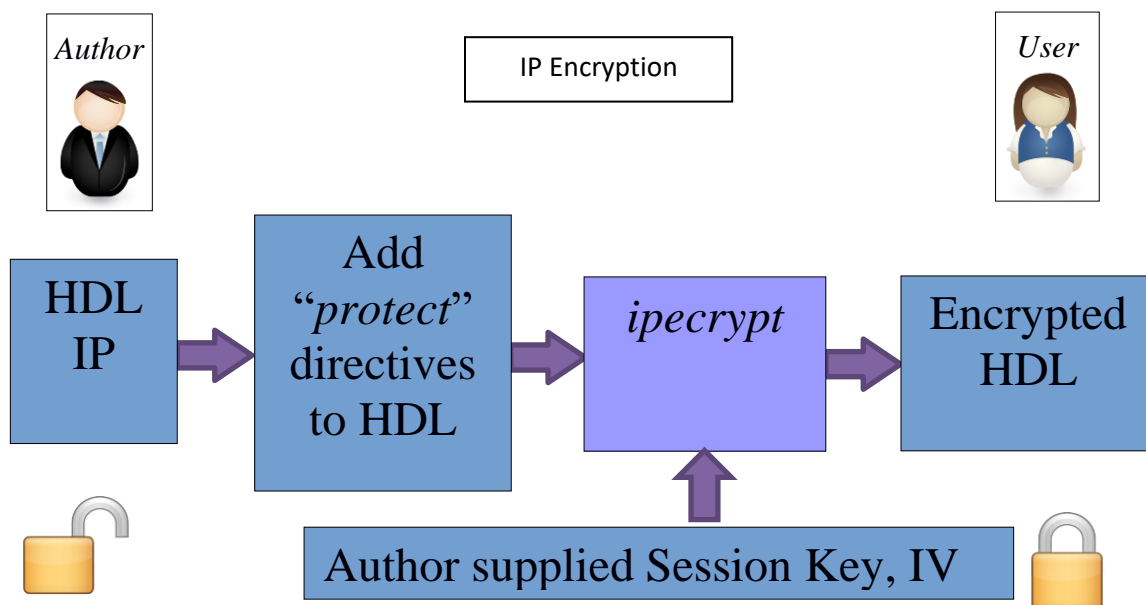 Author
IP Encryption
User
HDL
IP
Add
“protect”
directives
to HDL
ipecrypt
Encrypted
HDL
Author supplied Session Key, IV